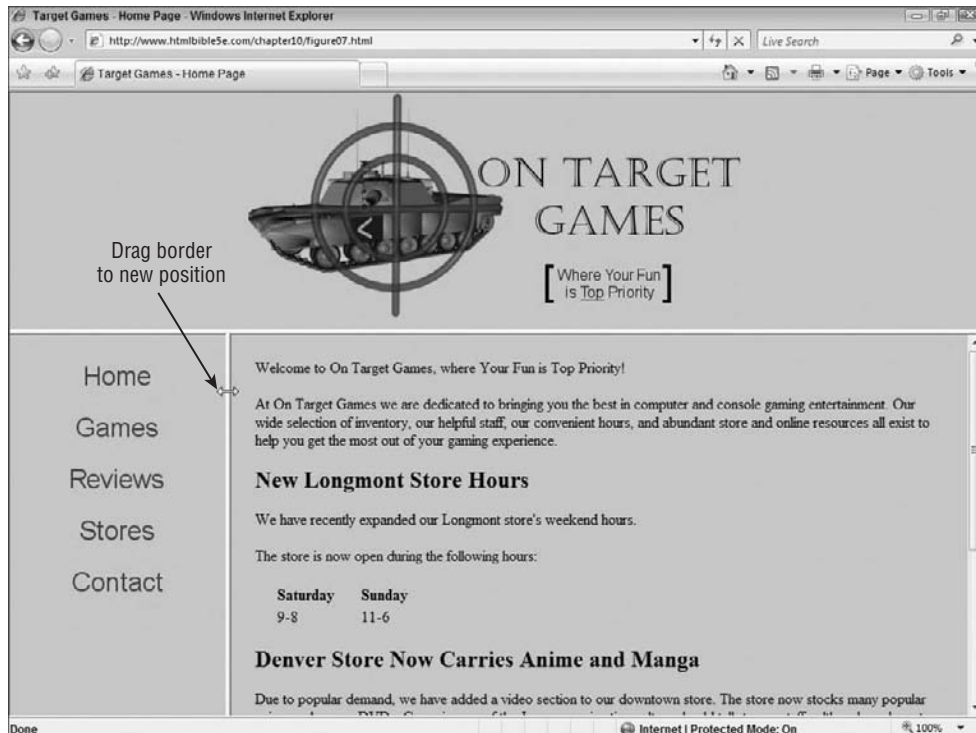 Target Games - Home Page - Windows Internet Explorer
http://www.htmlbible5e.com/chapter10/figure07.html
Live Search
Target Games - Home Page
Page
Tools
ON TARGET
GAMES
Where Your Fun
is Top Priority
Drag border
to new position
Home
Games
Reviews
Stores
Contact
Welcome to On Target Games, where Your Fun is Top Priority!
At On Target Games we are dedicated to bringing you the best in computer and console gaming entertainment. Our
wide selection of inventory, our helpful staff, our convenient hours, and abundant store and online resources all exist to
help you get the most out of your gaming experience.
New Longmont Store Hours
We have recently expanded our Longmont store's weekend hours.
The store is now open during the following hours:
Saturday Sunday
9-8 11-6
Denver Store Now Carries Anime and Manga
Due to popular demand, we have added a video section to our downtown store. The store now stocks many popular
Done
Internet | Protected Mode: On
100%